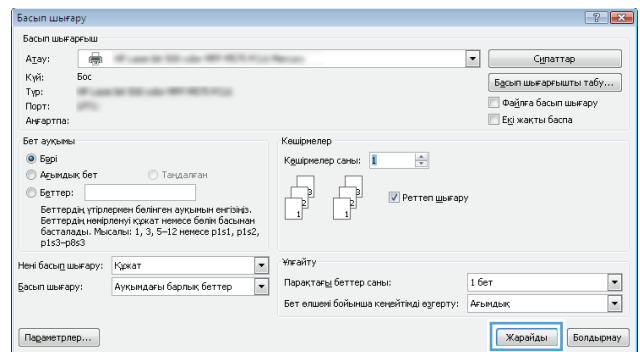 Басып шығару
Басып шығарғыш
Атау:
Сипаттар
Күй: Бос
Басып шығарғышты табу...
Түр:
Порт:
Файлға басып шығару
Аңғартпа:
Екі жақты баспа
Бет ауқымы
Көшірмелер
Бәрі
Көшірмелер саны: 1
Ағымдық бет Таңдалған
Беттер:
Реттеп шығару
Беттердің үтірлермен бөлінген ауқымын енгізіңіз.
Беттердің нөмірленуі құжат немесе бөлім басынан
басталады. Мысалы: 1, 3, 5–12 немесе p1s1, p1s2,
p1s3–p8s3
Нені басып шығару: Құжат
Ұлғайту
Басып шығару: Ауқымдағы барлық беттер
Парақтағы беттер саны: 1 бет
Бет өлшемі бойынша кеңейтімді өзгерту: Ағымдық
Параметрлер...
Жарайды
Болдырмау